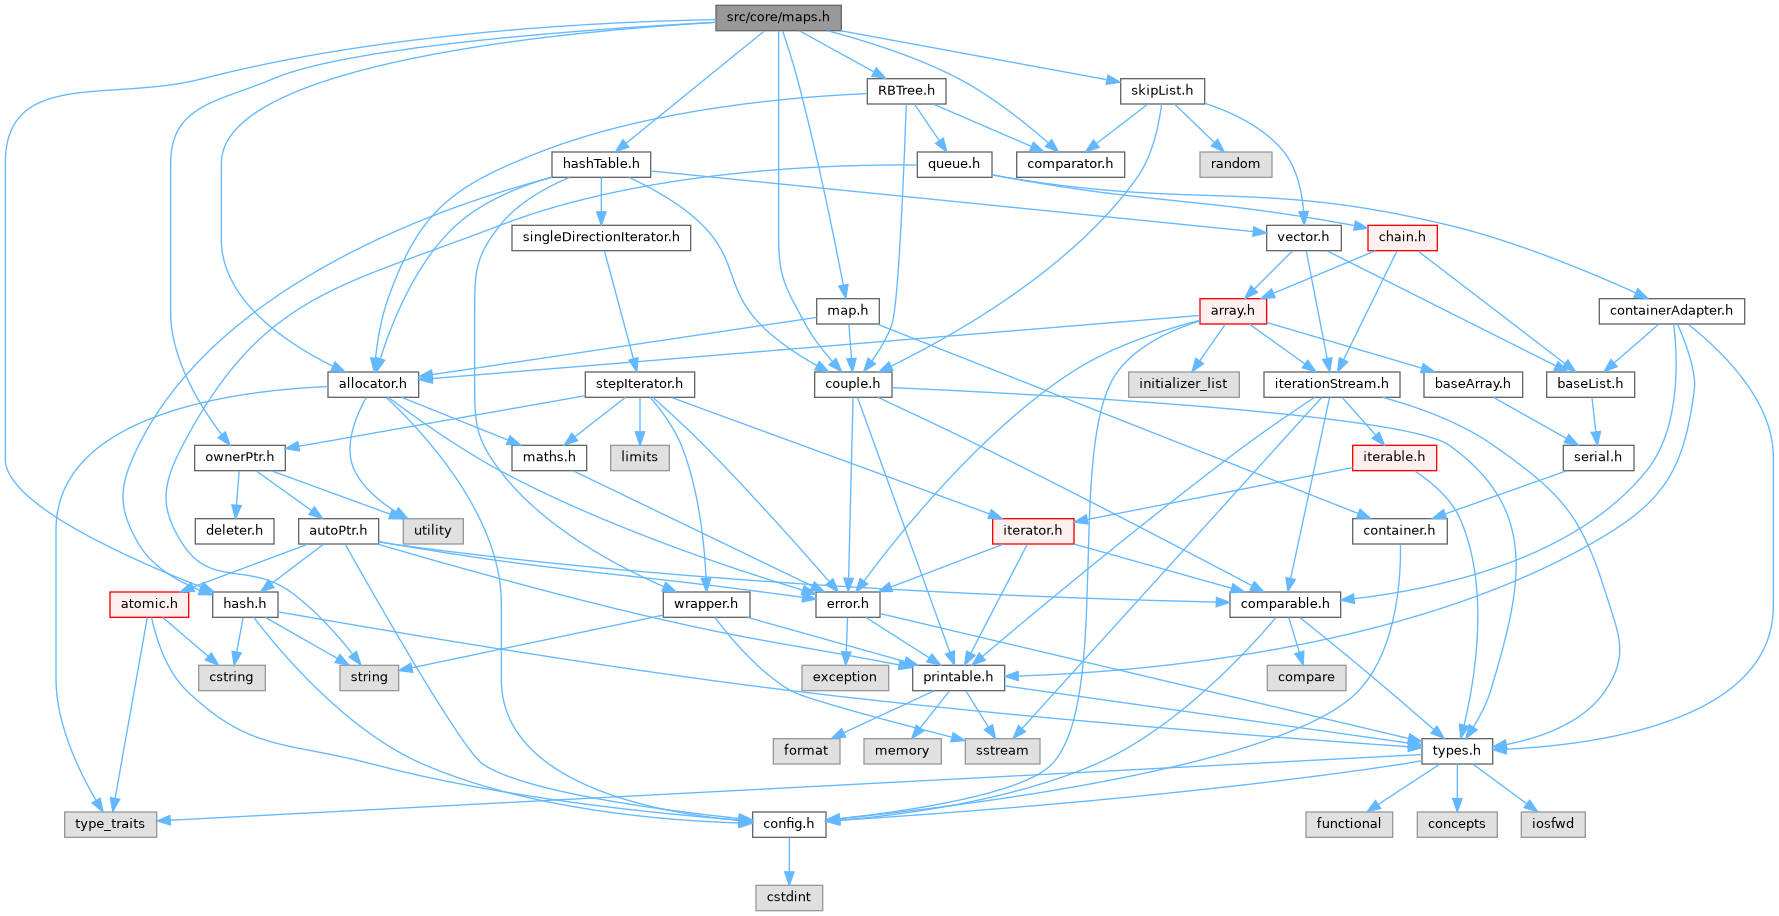 src/core/maps.h
RBTree.h
skipList.h
hashTable.h
queue.h
comparator.h
random
singleDirectionIterator.h
vector.h
chain.h
map.h
array.h
containerAdapter.h
allocator.h
stepIterator.h
couple.h
initializer_list
iterationStream.h
baseArray.h
baseList.h
ownerPtr.h
maths.h
limits
iterable.h
serial.h
deleter.h
autoPtr.h
utility
iterator.h
container.h
atomic.h
hash.h
wrapper.h
error.h
comparable.h
cstring
string
exception
printable.h
compare
format
memory
sstream
types.h
type_traits
config.h
functional
concepts
iosfwd
cstdint